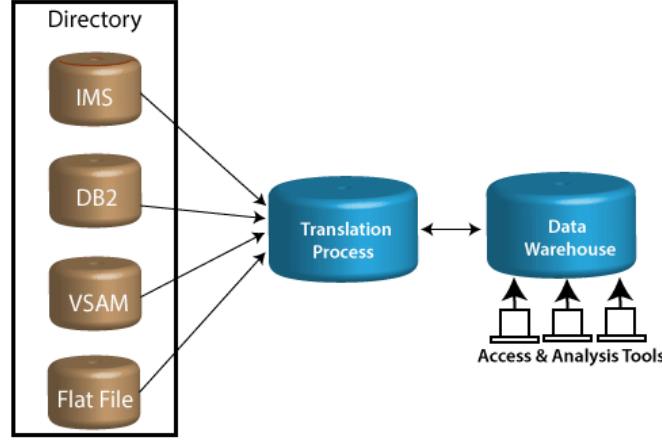 Directory
IMS
DB2
VSAM
Flat File
Translation
Process
Data
Warehouse
Access & Analysis Tools